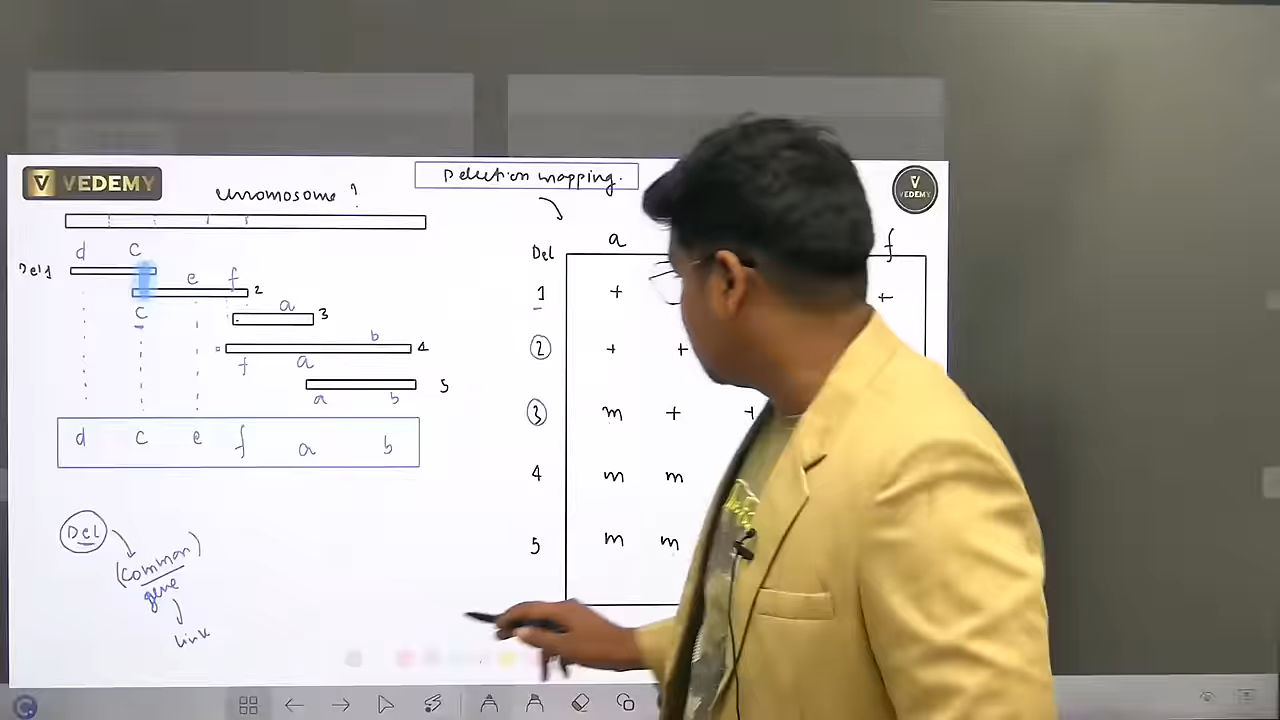 VEDEMY
Deletion mapping.
chromosome ?
VEDEMY
d c
Del 1
e f
2
c
a
3
b
4
f a
5
a b
d c e f a b
Del
(Common)
gene
link
Del a f
1 + +
2 + +
3 m + +
4 m m
5 m m